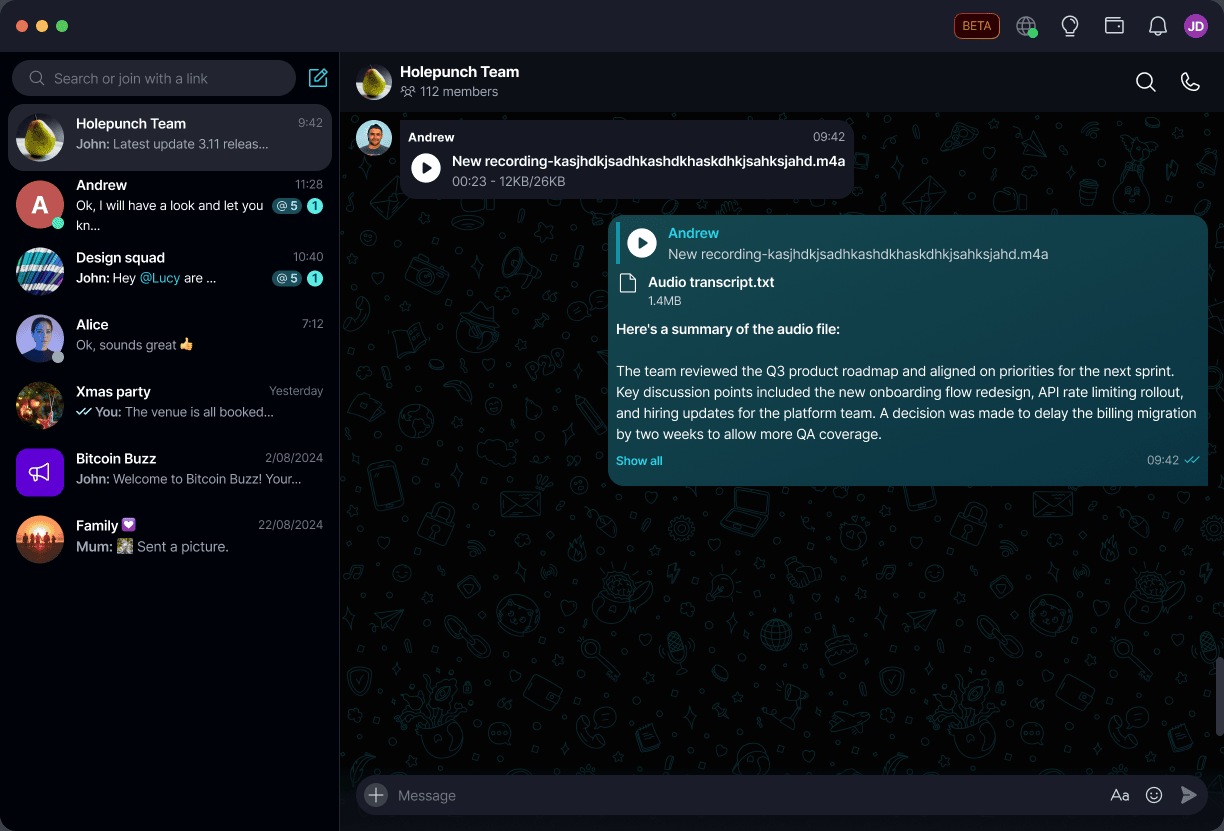 BETA
JD
Search or join with a link
Holepunch Team
9:42
John: Latest update 3.11 releas...
A
Andrew
11:28
Ok, I will have a look and let you
kn...
@ 5
1
Design squad
10:40
John: Hey @Lucy are ...
@ 5
1
Alice
7:12
Ok, sounds great 👍
Xmas party
Yesterday
You: The venue is all booked...
Bitcoin Buzz
2/08/2024
John: Welcome to Bitcoin Buzz! Your...
Family 💟
22/08/2024
Mum: Sent a picture.
Holepunch Team
112 members
Andrew
09:42
New recording-kasjhdkjsadhkashdkhaskdhkjsahksjahd.m4a
00:23 - 12KB/26KB
Andrew
New recording-kasjhdkjsadhkashdkhaskdhkjsahksjahd.m4a
Audio transcript.txt
1.4MB
Here's a summary of the audio file:
The team reviewed the Q3 product roadmap and aligned on priorities for the next sprint.
Key discussion points included the new onboarding flow redesign, API rate limiting rollout,
and hiring updates for the platform team. A decision was made to delay the billing migration
by two weeks to allow more QA coverage.
Show all
09:42
Message
Aa